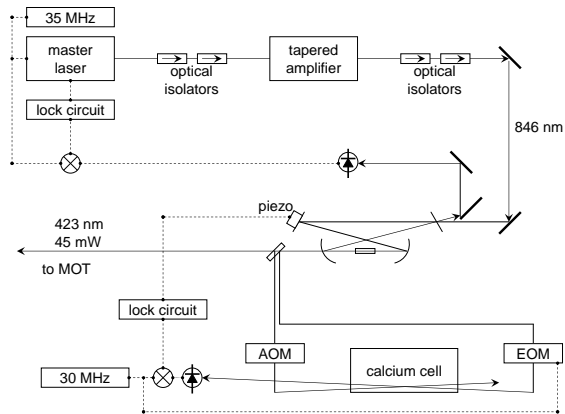 35 MHz
master
laser
optical
isolators
tapered
amplifier
optical
isolators
lock circuit
846 nm
piezo
423 nm
45 mW
to MOT
lock circuit
AOM
calcium cell
EOM
30 MHz